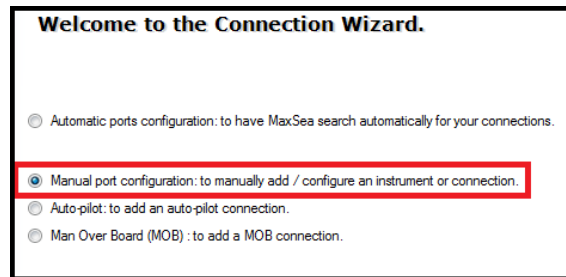 Welcome to the Connection Wizard.
Automatic ports configuration: to have MaxSea search automatically for your connections.
Manual port configuration: to manually add / configure an instrument or connection.
Auto-pilot: to add an auto-pilot connection.
Man Over Board (MOB) : to add a MOB connection.